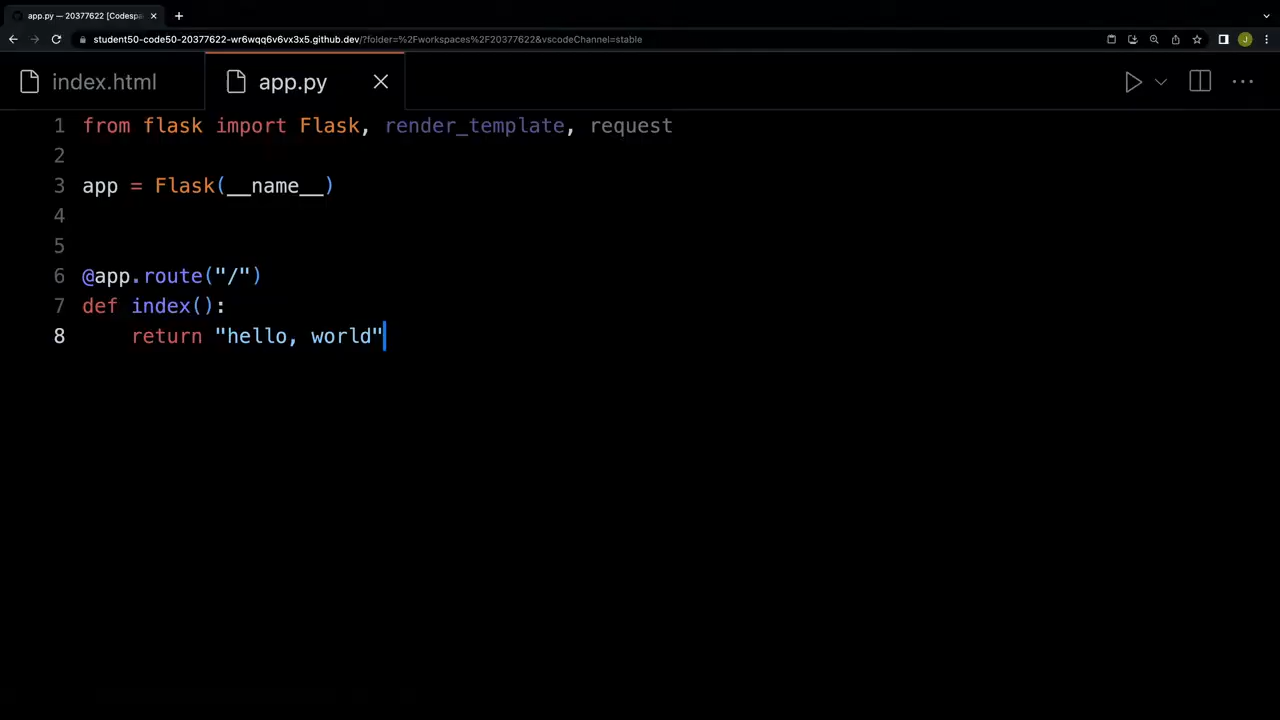 app.py — 20377622 [Codespa
student50-code50-20377622-wr6wqq6v6vx3x5.github.dev/?folder=%2Fworkspaces%2F20377622&vscodeChannel=stable
J
index.html
app.py
1 from flask import Flask, render_template, request
2
3 app = Flask(__name__)
4
5
6 @app.route("/")
7 def index():
8     return "hello, world"